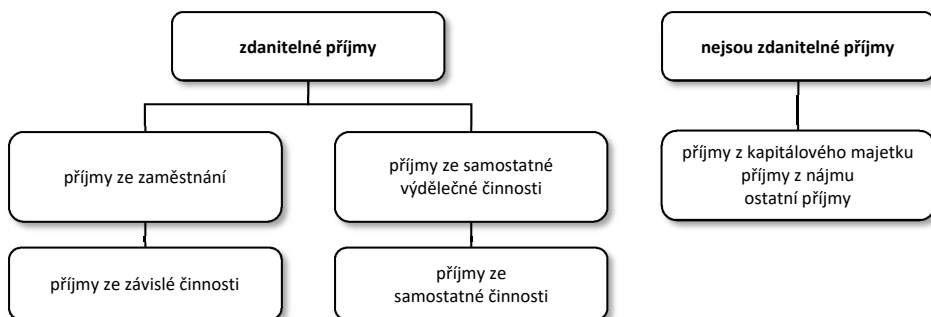 zdanitelné příjmy
nejsou zdanitelné příjmy
příjmy ze zaměstnání
příjmy ze samostatné
výdělečné činnosti
příjmy z kapitálového majetku
příjmy z nájmu
ostatní příjmy
příjmy ze závislé činnosti
příjmy ze
samostatné činnosti